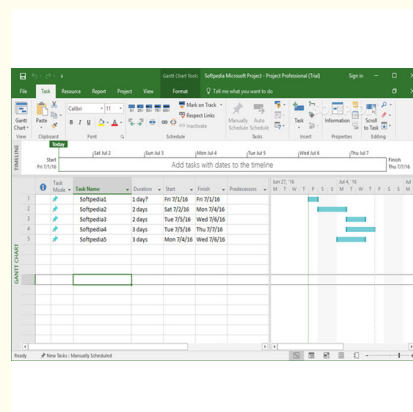 Gantt Chart Tools Softpedia Microsoft Project - Project Professional (Trial) Sign in
File Task Resource Report Project View Format Tell me what you want to do
Gantt Chart Paste Calibri 11 Mark on Track
Respect Links
Inactivate
Manually Schedule Auto Schedule Task Information Scroll to Task
View Clipboard Font Schedule Tasks Insert Properties Editing
TIMELINE
Today
Sat Jul 2 Sun Jul 3 Mon Jul 4 Tue Jul 5 Wed Jul 6 Thu Jul 7
Start
Fri 7/1/16
Add tasks with dates to the timeline
Finish
Thu 7/7/16
Task Mode Task Name Duration Start Finish Predecessors Jun 27, '16 Jul 4, '16 Jul
M T W T F S S M T W T F S S M
1 Softpedia1 1 day? Fri 7/1/16 Fri 7/1/16
2 Softpedia2 2 days Sat 7/2/16 Mon 7/4/16
3 Softpedia3 2 days Tue 7/5/16 Wed 7/6/16
4 Softpedia4 3 days Tue 7/5/16 Thu 7/7/16
5 Softpedia5 3 days Mon 7/4/16 Wed 7/6/16
GANTT CHART
Ready New Tasks : Manually Scheduled